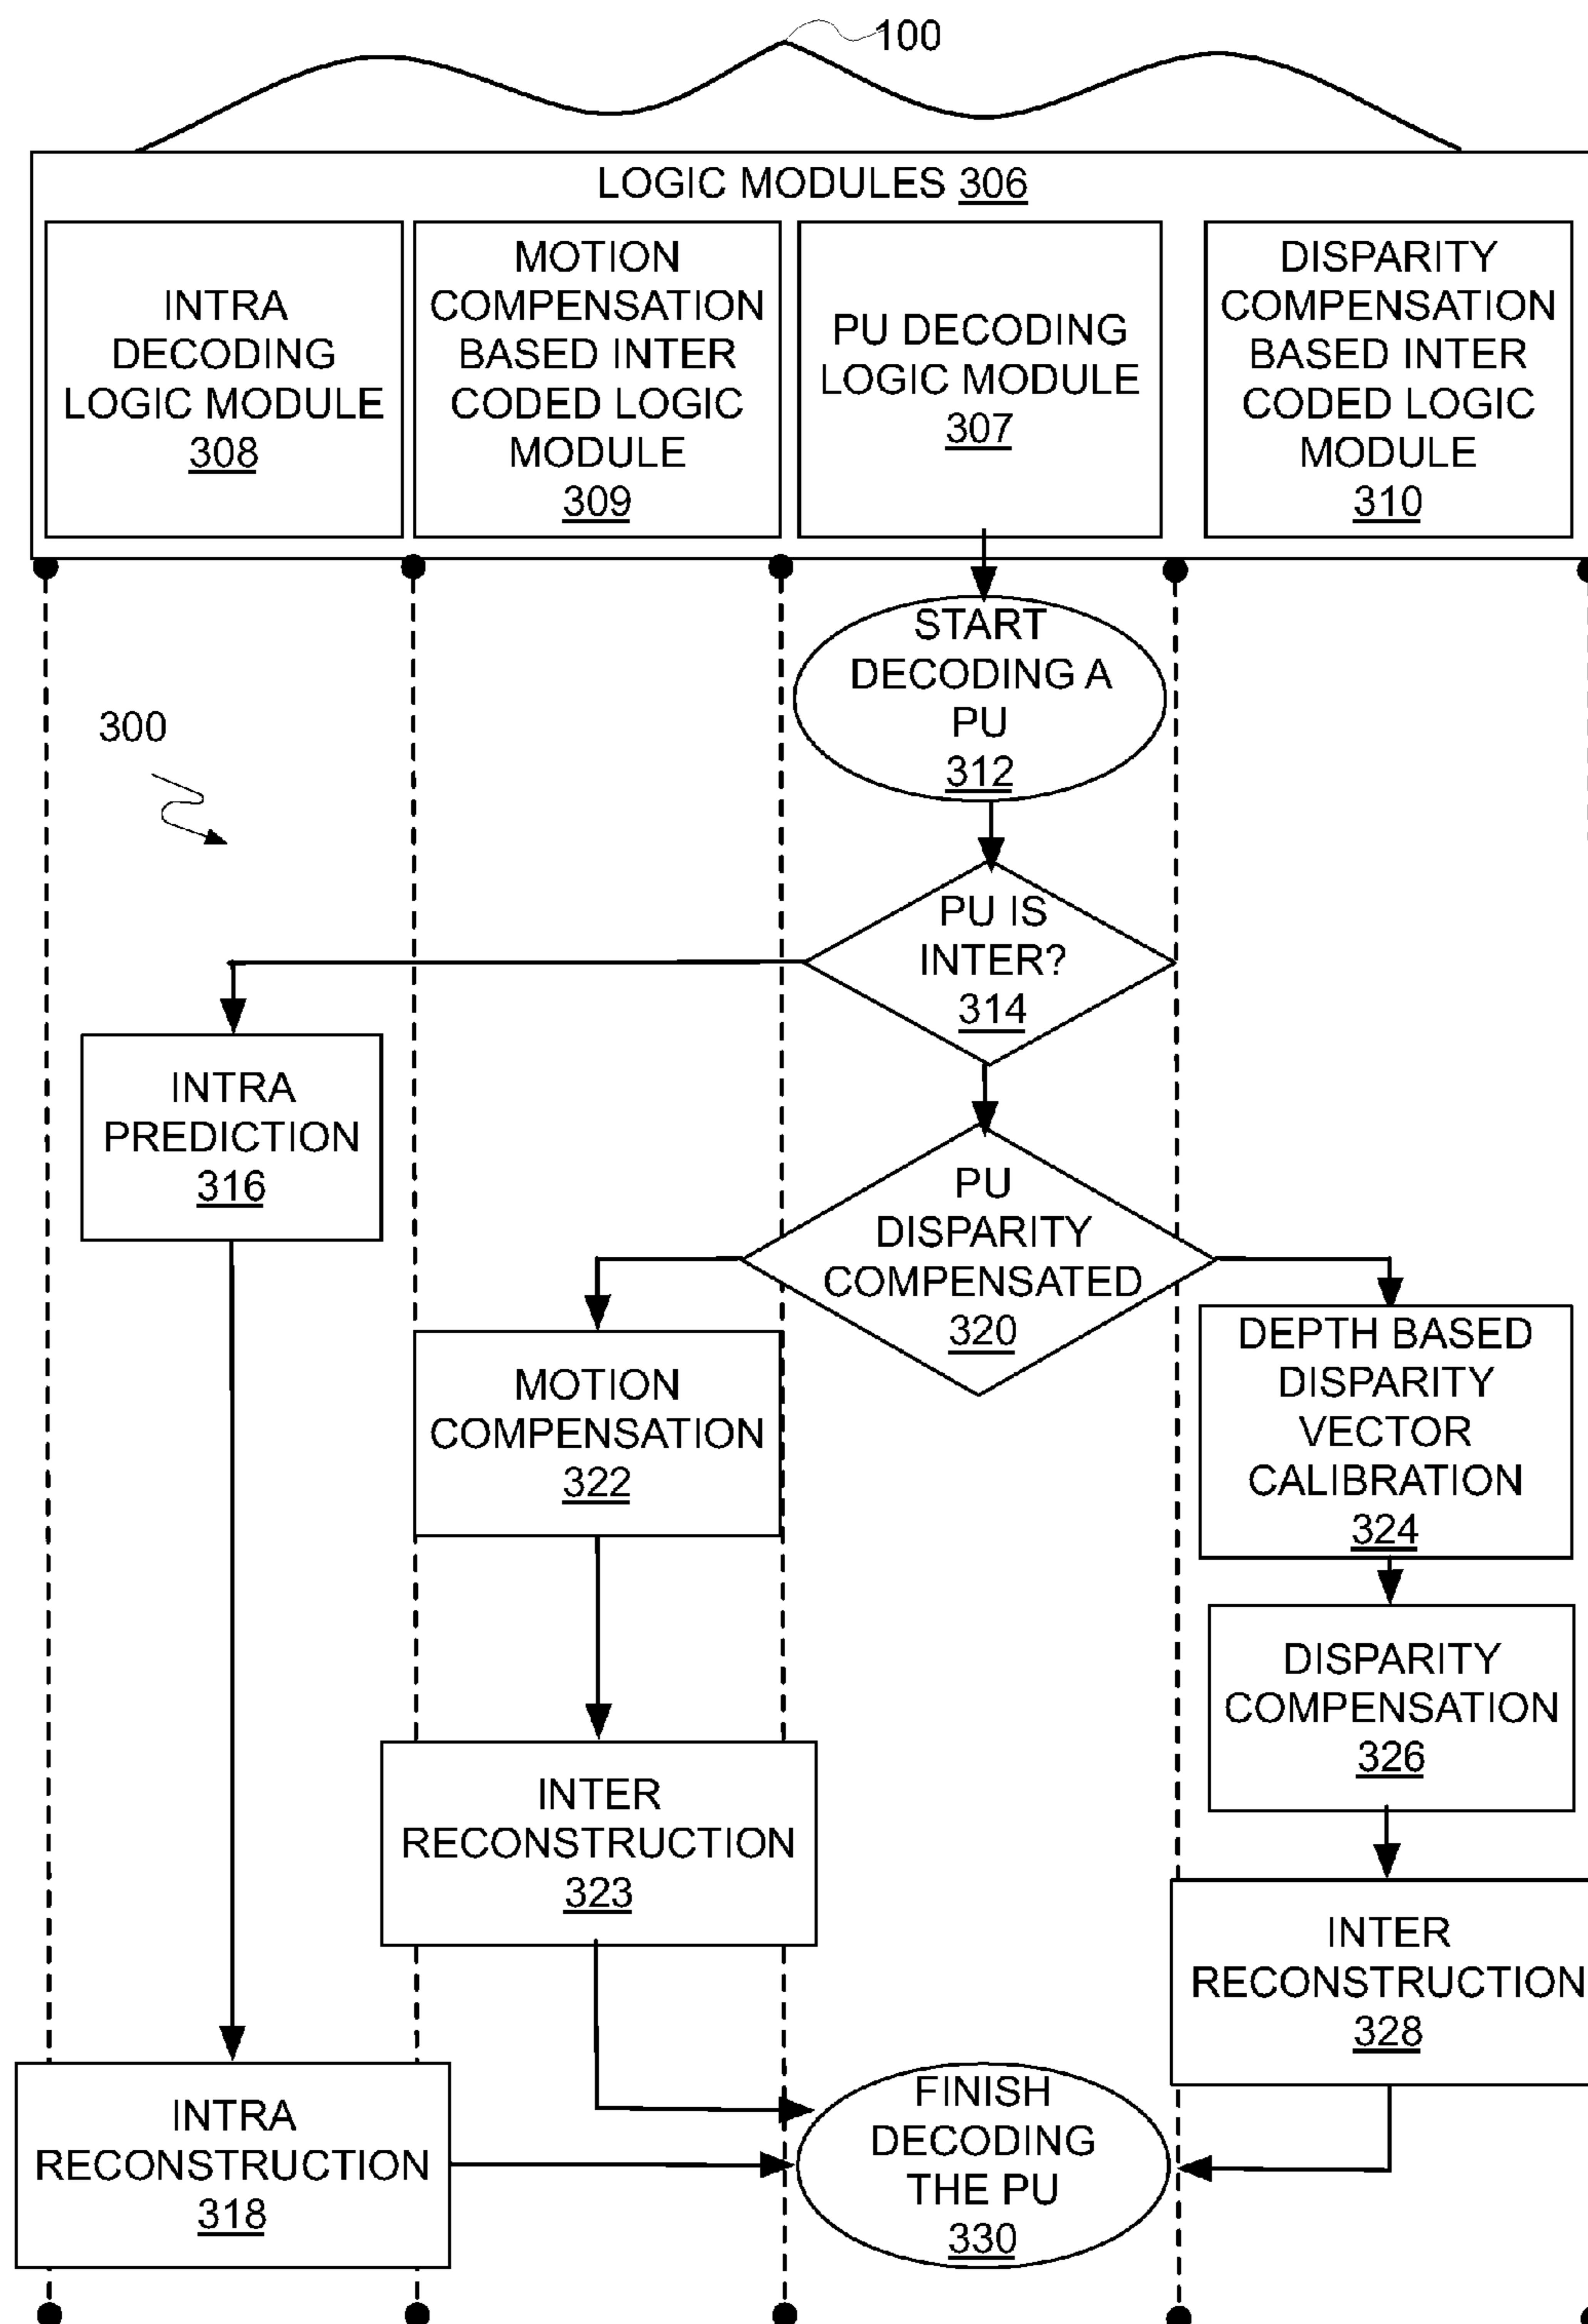 100
LOGIC MODULES 306
INTRA
DECODING
LOGIC MODULE
308
MOTION
COMPENSATION
BASED INTER
CODED LOGIC
MODULE
309
PU DECODING
LOGIC MODULE
307
DISPARITY
COMPENSATION
BASED INTER
CODED LOGIC
MODULE
310
START
DECODING A
PU
312
300
PU IS
INTER?
314
INTRA
PREDICTION
316
PU
DISPARITY
COMPENSATED
320
MOTION
COMPENSATION
322
DEPTH BASED
DISPARITY
VECTOR
CALIBRATION
324
DISPARITY
COMPENSATION
326
INTER
RECONSTRUCTION
323
INTER
RECONSTRUCTION
328
INTRA
RECONSTRUCTION
318
FINISH
DECODING
THE PU
330